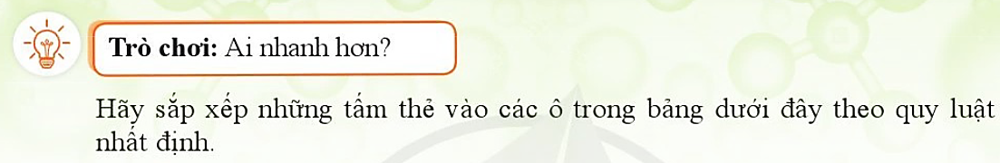 Trò chơi: Ai nhanh hơn?
Hãy sắp xếp những tấm thẻ vào các ô trong bảng dưới đây theo quy luật
nhất định.